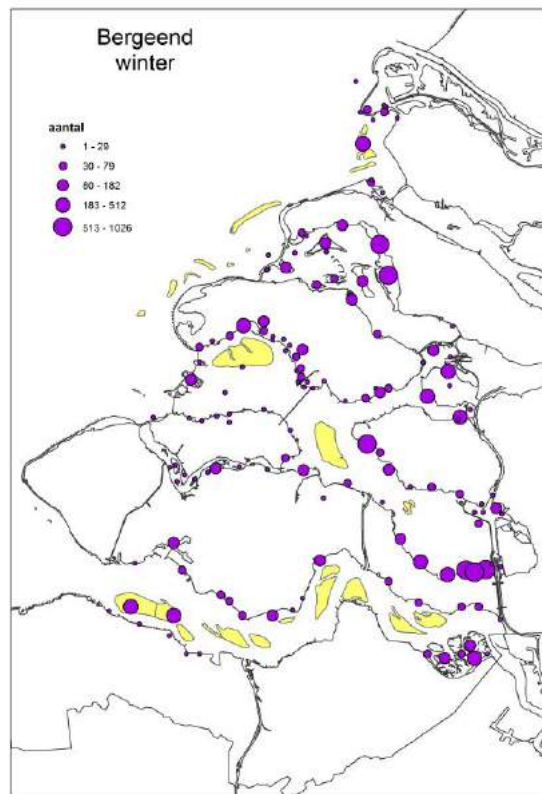 Bergeend
winter
aantal
1 - 29
30 - 79
80 - 182
183 - 512
513 - 1026